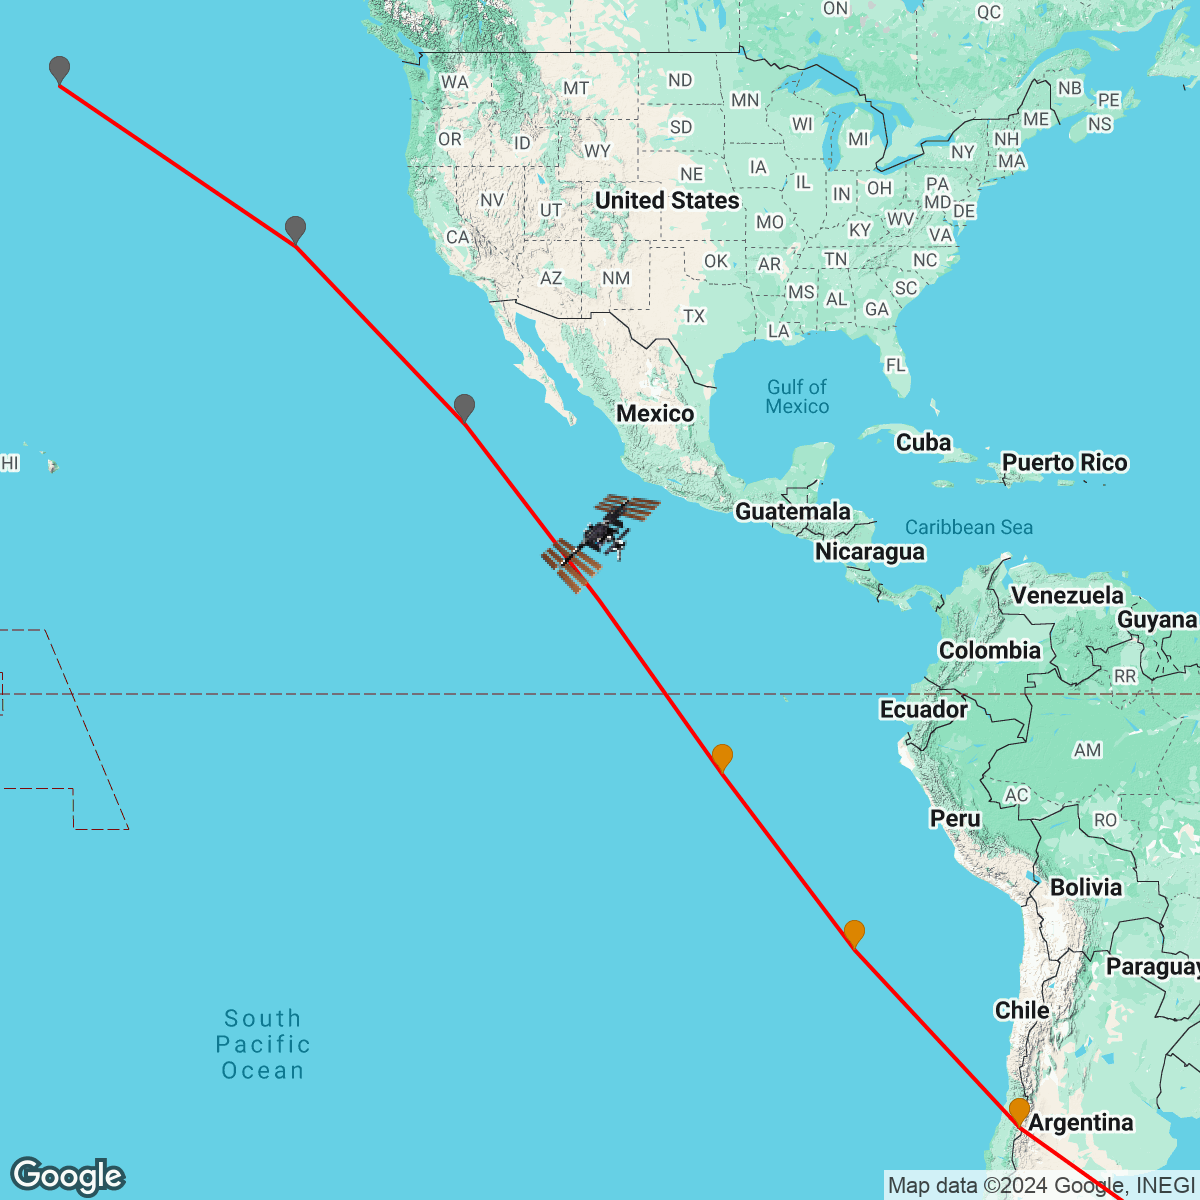 ON
QC
WA
MT
ND
MN
NB
PE
NS
ME
OR
ID
SD
WI
MI
NH
WY
NY
MA
NE
IA
NV
UT
United States
IL
IN
OH
PA
MD
DE
MO
WV
KY
VA
CA
OK
AR
TN
NC
AZ
NM
MS
AL
SC
GA
TX
LA
FL
Gulf of
Mexico
Mexico
Cuba
HI
Puerto Rico
Guatemala
Caribbean Sea
Nicaragua
Venezuela
Guyana
Colombia
RR
Ecuador
AM
AC
Peru
RO
Bolivia
Paraguay
Chile
South
Pacific
Ocean
Argentina
Google
Map data ©2024 Google, INEGI